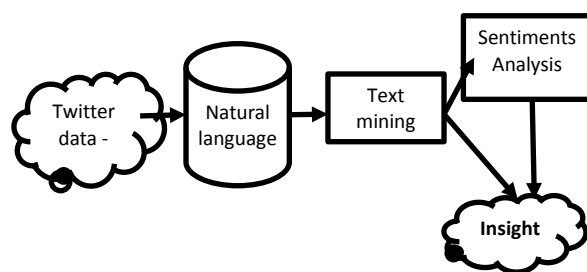 Twitter
data -
Natural
language
Text
mining
Sentiments
Analysis
Insight